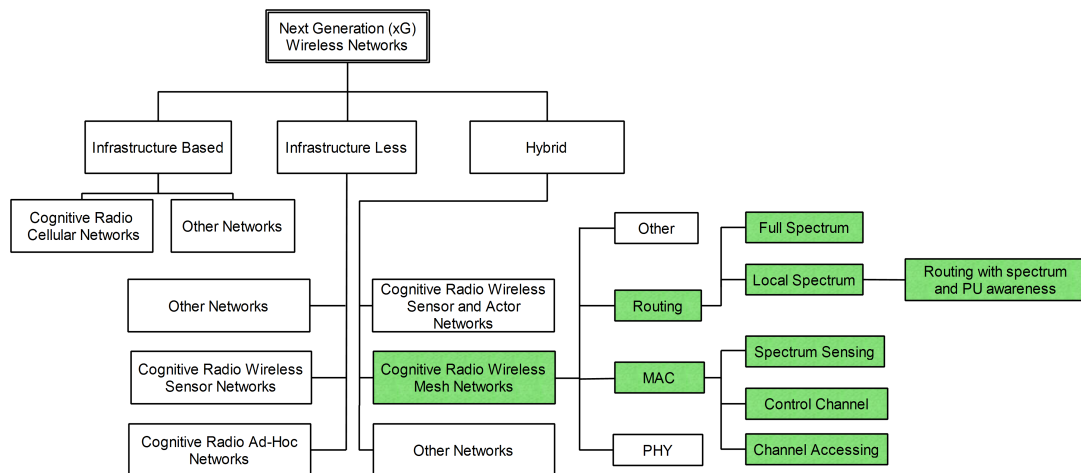 Next Generation (xG)
Wireless Networks
Infrastructure Based
Infrastructure Less
Hybrid
Cognitive Radio
Cellular Networks
Other Networks
Other
Full Spectrum
Other Networks
Cognitive Radio Wireless
Sensor and Actor
Networks
Routing
Local Spectrum
Routing with spectrum
and PU awareness
Cognitive Radio Wireless
Sensor Networks
Cognitive Radio Wireless
Mesh Networks
MAC
Spectrum Sensing
Control Channel
Cognitive Radio Ad-Hoc
Networks
Other Networks
PHY
Channel Accessing